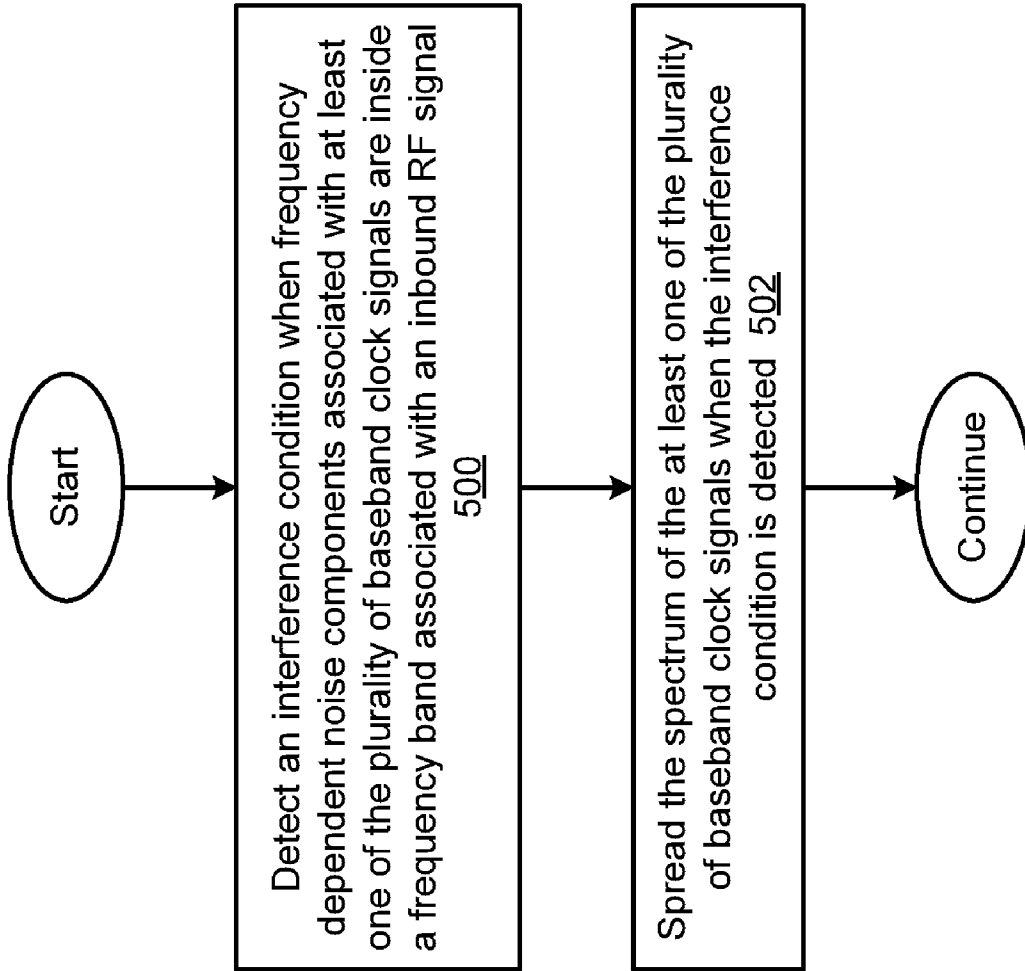 Start
Detect an interference condition when frequency
dependent noise components associated with at least
one of the plurality of baseband clock signals are inside
a frequency band associated with an inbound RF signal
500
Spread the spectrum of the at least one of the plurality
of baseband clock signals when the interference
condition is detected 502
Continue